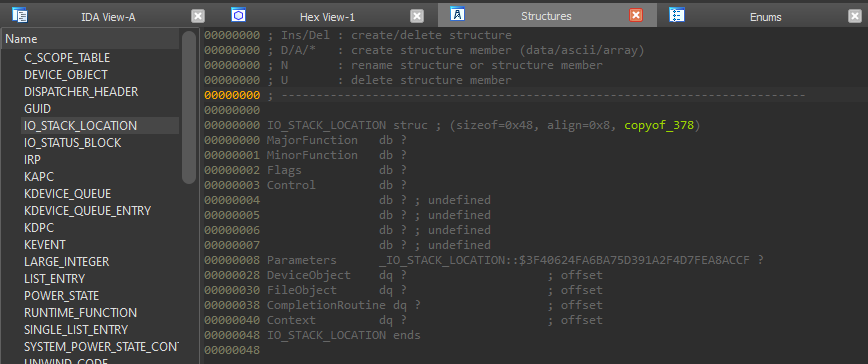 IDA View-A
Hex View-1
Structures
Enums
Name
C_SCOPE_TABLE
DEVICE_OBJECT
DISPATCHER_HEADER
GUID
IO_STACK_LOCATION
IO_STATUS_BLOCK
IRP
KAPC
KDEVICE_QUEUE
KDEVICE_QUEUE_ENTRY
KDPC
KEVENT
LARGE_INTEGER
LIST_ENTRY
POWER_STATE
RUNTIME_FUNCTION
SINGLE_LIST_ENTRY
SYSTEM_POWER_STATE_CONT
UNWIND_CODE
00000000 ; Ins/Del : create/delete structure
00000000 ; D/A/* : create structure member (data/ascii/array)
00000000 ; N : rename structure or structure member
00000000 ; U : delete structure member
00000000 ; ---------------------------------------------------------------------------
00000000
00000000 IO_STACK_LOCATION struc ; (sizeof=0x48, align=0x8, copyof_378)
00000000 MajorFunction db ?
00000001 MinorFunction db ?
00000002 Flags db ?
00000003 Control db ?
00000004 db ? ; undefined
00000005 db ? ; undefined
00000006 db ? ; undefined
00000007 db ? ; undefined
00000008 Parameters _IO_STACK_LOCATION::$3F40624FA6BA75D391A2F4D7FEA8ACCF ?
00000028 DeviceObject dq ? ; offset
00000030 FileObject dq ? ; offset
00000038 CompletionRoutine dq ? ; offset
00000040 Context dq ? ; offset
00000048 IO_STACK_LOCATION ends
00000048